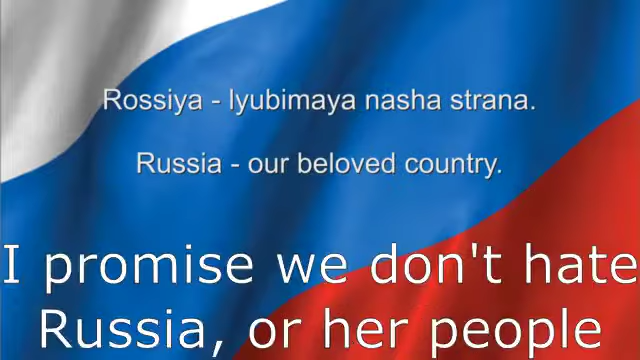 Rossiya - lyubimaya nasha strana.
Russia - our beloved country.
I promise we don't hate
Russia, or her people